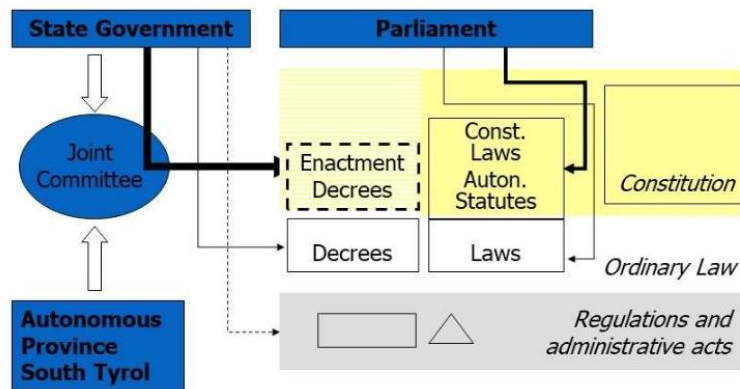 State Government
Parliament
Joint
Committee
Enactment
Decrees
Const.
Laws
Auton.
Statutes
Constitution
Decrees
Laws
Ordinary Law
Autonomous
Province
South Tyrol
Regulations and
administrative acts